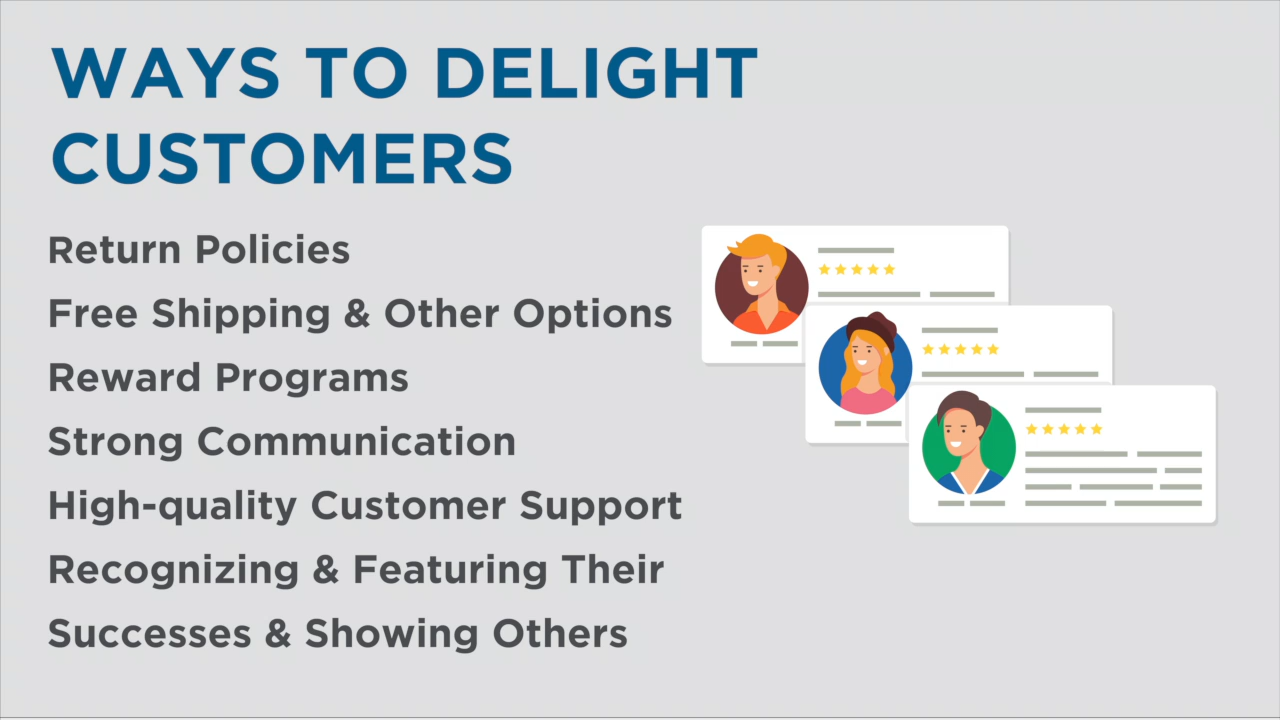 WAYS TO DELIGHT
CUSTOMERS
Return Policies
Free Shipping & Other Options
Reward Programs
Strong Communication
High-quality Customer Support
Recognizing & Featuring Their
Successes & Showing Others